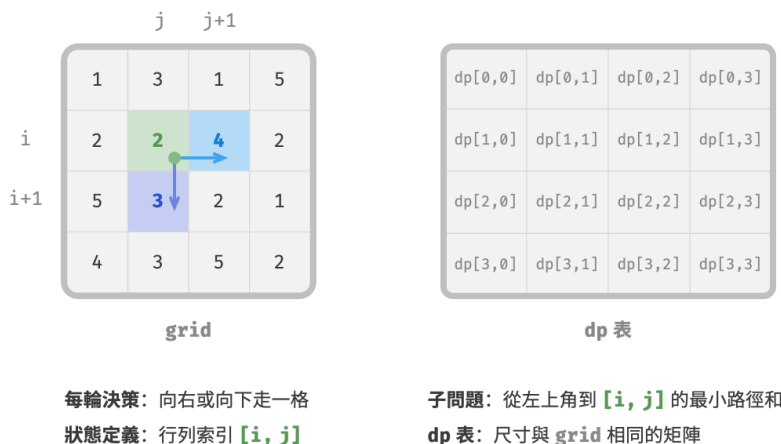 j j+1
1 3 1 5
i 2 2 4 2
i+1 5 3 2 1
4 3 5 2
grid
dp[0,0] dp[0,1] dp[0,2] dp[0,3]
dp[1,0] dp[1,1] dp[1,2] dp[1,3]
dp[2,0] dp[2,1] dp[2,2] dp[2,3]
dp[3,0] dp[3,1] dp[3,2] dp[3,3]
dp 表
每輪決策：向右或向下走一格
狀態定義：行列索引 [i, j]
子問題：從左上角到 [i, j] 的最小路徑和
dp 表：尺寸與 grid 相同的矩陣